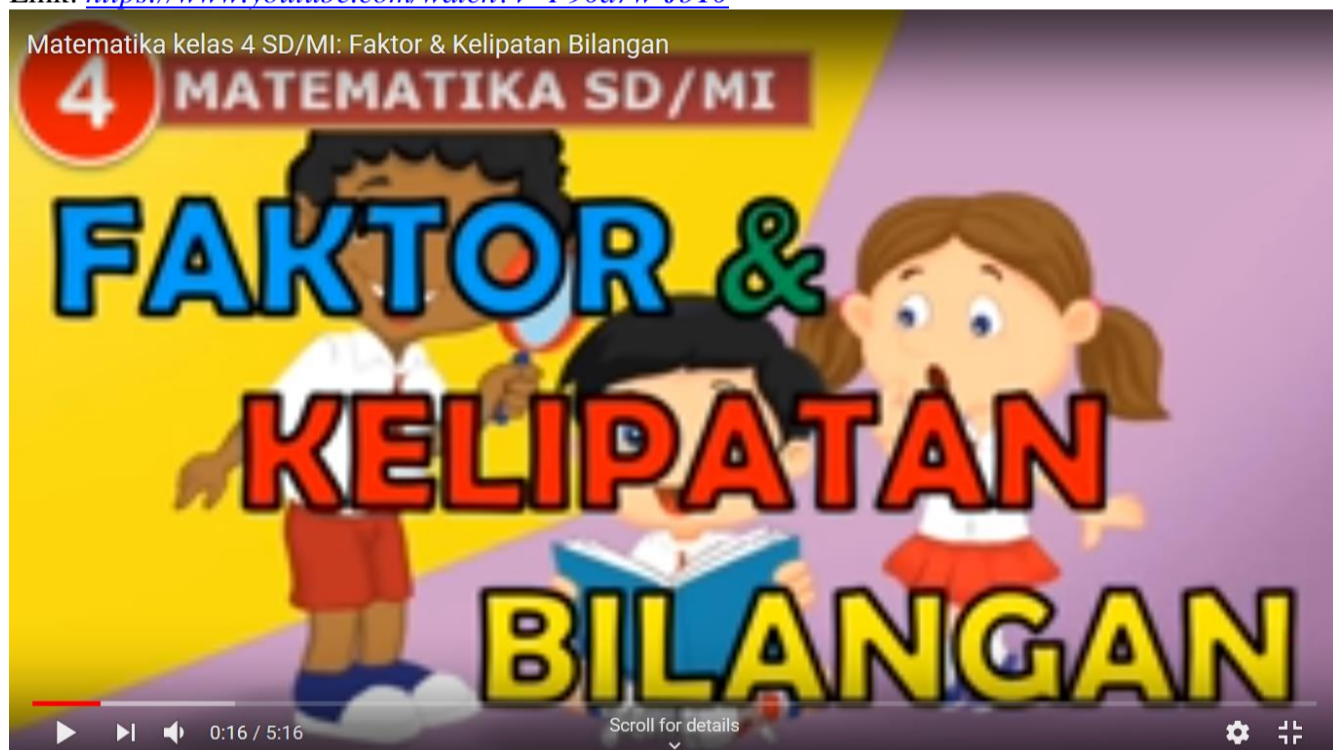 Matematika kelas 4 SD/MI: Faktor & Kelipatan Bilangan
4 MATEMATIKA SD/MI
FAKTOR &
KELIPATAN
BILANGAN
0:16 / 5:16
Scroll for details